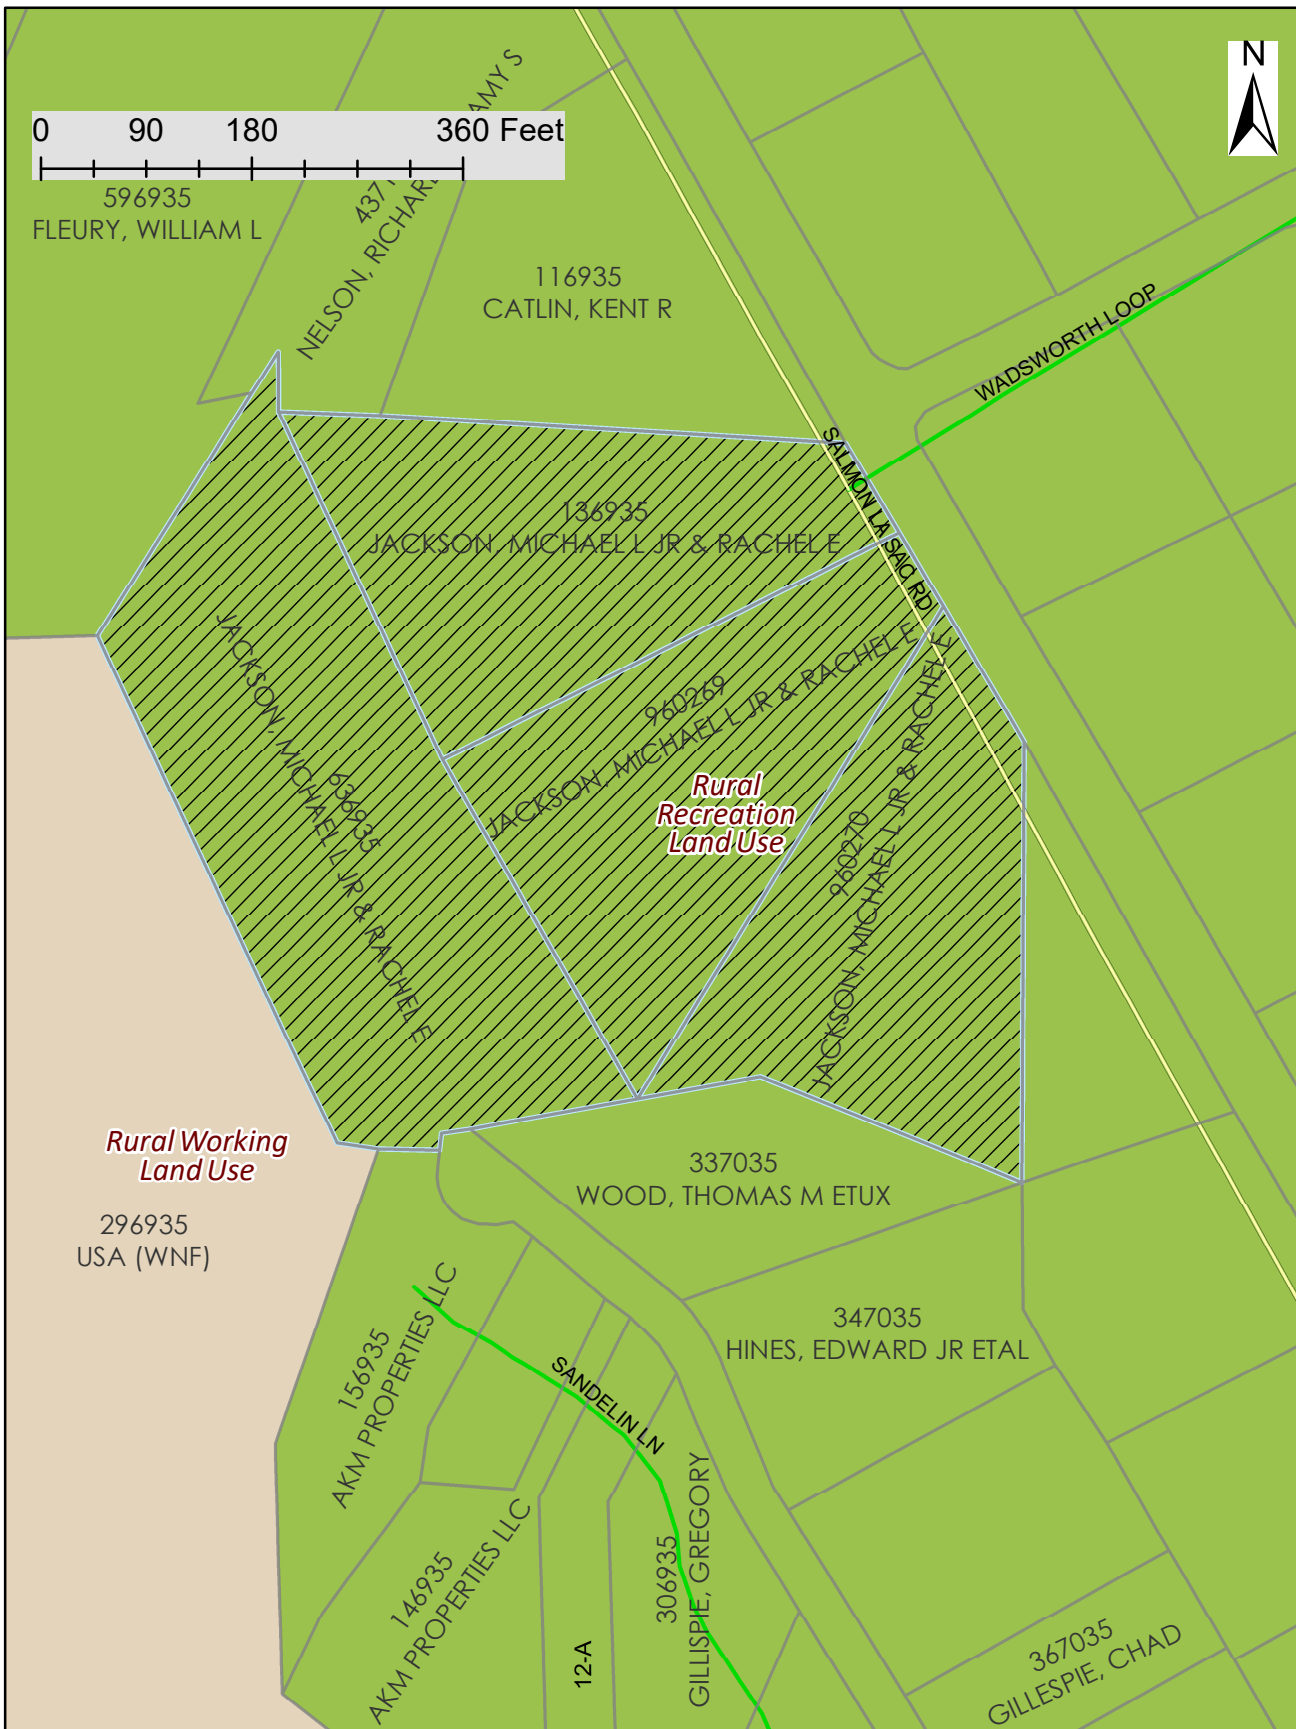 N
0 90 180 360 Feet
596935
FLEURY, WILLIAM L
NELSON, RICHARD
AMY S
116935
CATLIN, KENT R
WADSWORTH LOOP
SALMON LA SAC RD
136935
JACKSON, MICHAEL L JR & RACHEL E
960269
JACKSON, MICHAEL L JR & RACHEL E
636935
JACKSON, MICHAEL L JR & RACHEL E
Rural
Recreation
Land Use
960270
JACKSON, MICHAEL L JR & RACHEL E
Rural Working
Land Use
296935
USA (WNF)
337035
WOOD, THOMAS M ETUX
347035
HINES, EDWARD JR ETAL
156935
AKM PROPERTIES LLC
SANDELIN LN
146935
AKM PROPERTIES LLC
12-A
306935
GILLISPIE, GREGORY
367035
GILLESPIE, CHAD